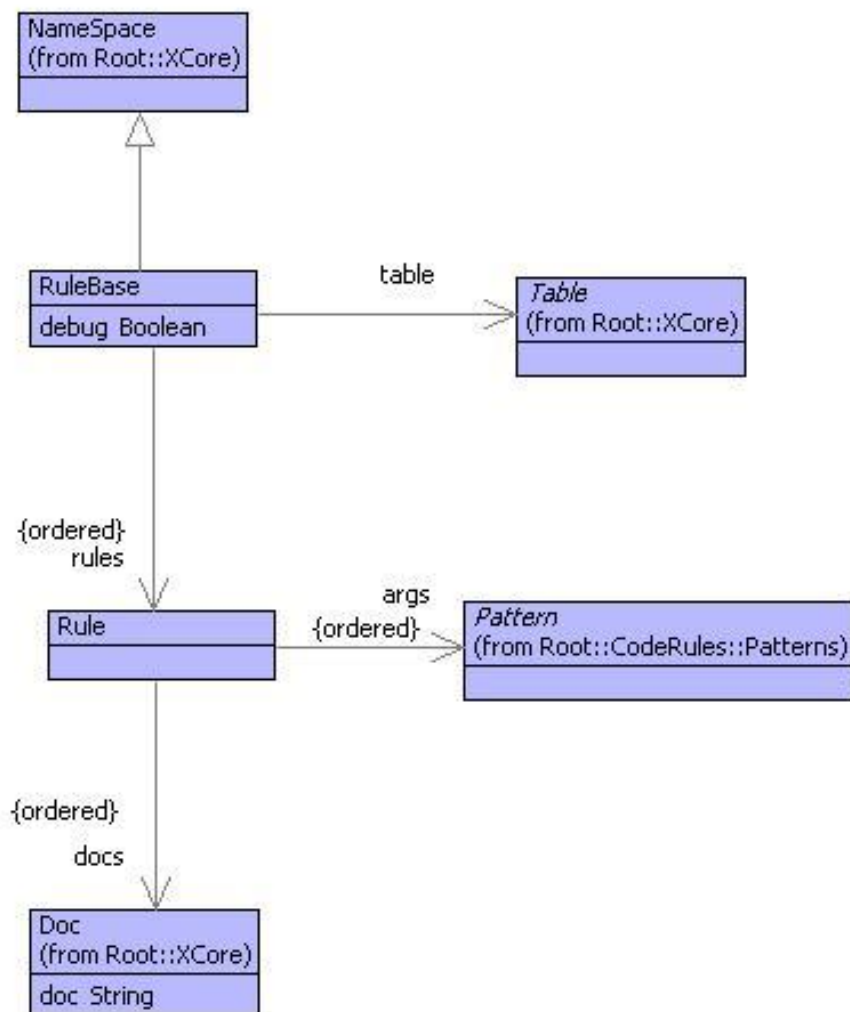 NameSpace
(from Root::XCore)
RuleBase
debug Boolean
table
Table
(from Root::XCore)
{ordered}
rules
Rule
args
{ordered}
Pattern
(from Root::CodeRules::Patterns)
{ordered}
docs
Doc
(from Root::XCore)
doc String